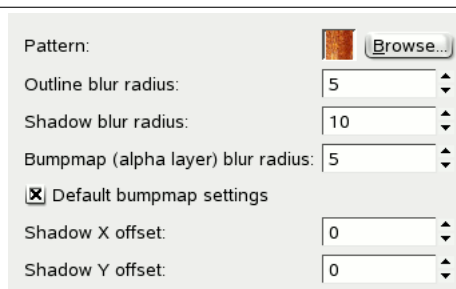 Pattern: Browse...
Outline blur radius: 5
Shadow blur radius: 10
Bumpmap (alpha layer) blur radius: 5
Default bumpmap settings
Shadow X offset: 0
Shadow Y offset: 0